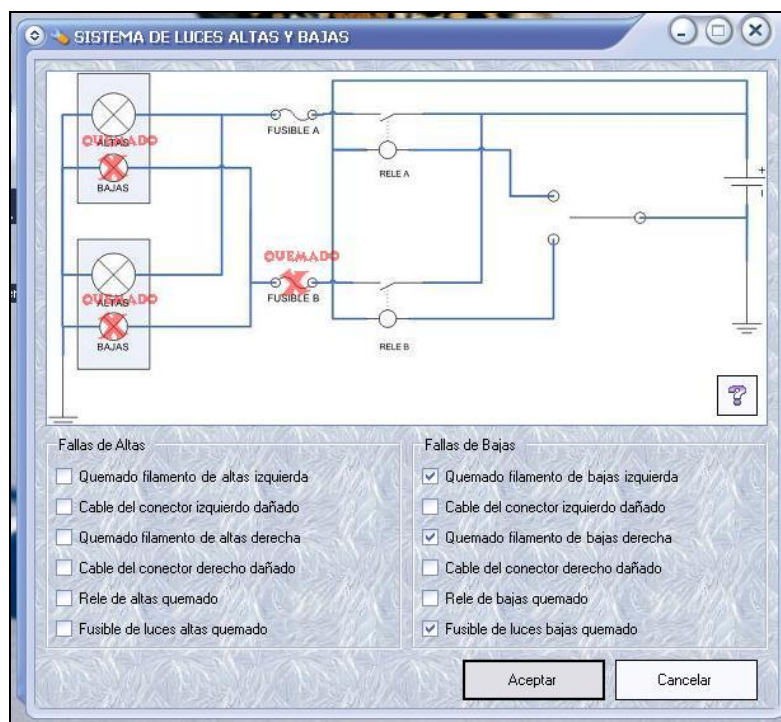 SISTEMA DE LUCES ALTAS Y BAJAS
ALTAS
QUEMADO
BAJAS
FUSIBLE A
RELE A
+
-
ALTAS
QUEMADO
BAJAS
QUEMADO
FUSIBLE B
RELE B
?
Fallas de Altas
Quemado filamento de altas izquierda
Cable del conector izquierdo dañado
Quemado filamento de altas derecha
Cable del conector derecho dañado
Rele de altas quemado
Fusible de luces altas quemado
Fallas de Bajas
Quemado filamento de bajas izquierda
Cable del conector izquierdo dañado
Quemado filamento de bajas derecha
Cable del conector derecho dañado
Rele de bajas quemado
Fusible de luces bajas quemado
Aceptar
Cancelar